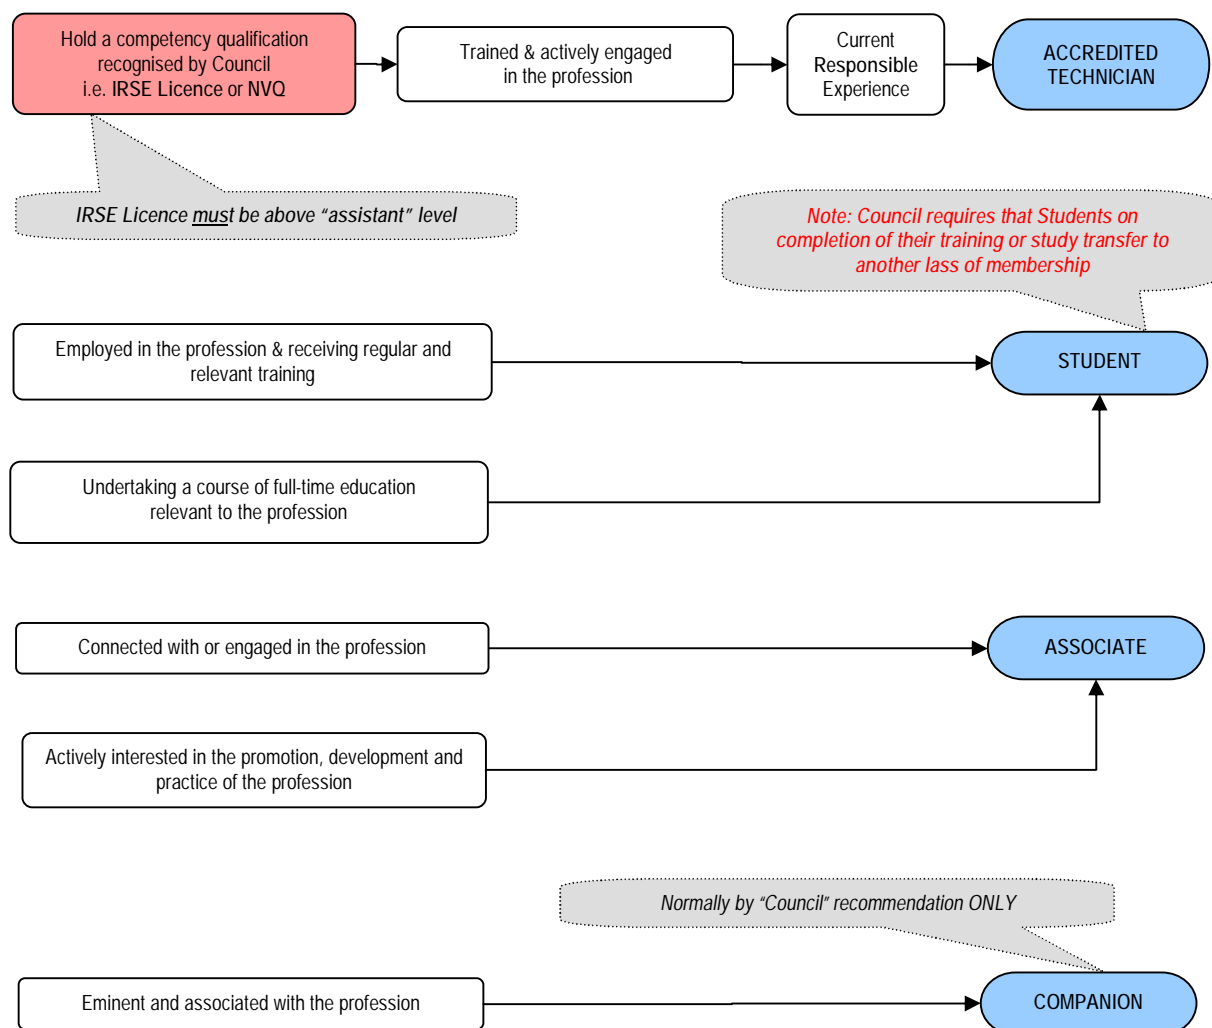 Hold a competency qualification
recognised by Council
i.e. IRSE Licence or NVQ
Trained & actively engaged
in the profession
Current
Responsible
Experience
ACCREDITED
TECHNICIAN
IRSE Licence must be above “assistant” level
Note: Council requires that Students on
completion of their training or study transfer to
another lass of membership
Employed in the profession & receiving regular and
relevant training
STUDENT
Undertaking a course of full-time education
relevant to the profession
Connected with or engaged in the profession
ASSOCIATE
Actively interested in the promotion, development and
practice of the profession
Normally by “Council” recommendation ONLY
Eminent and associated with the profession
COMPANION